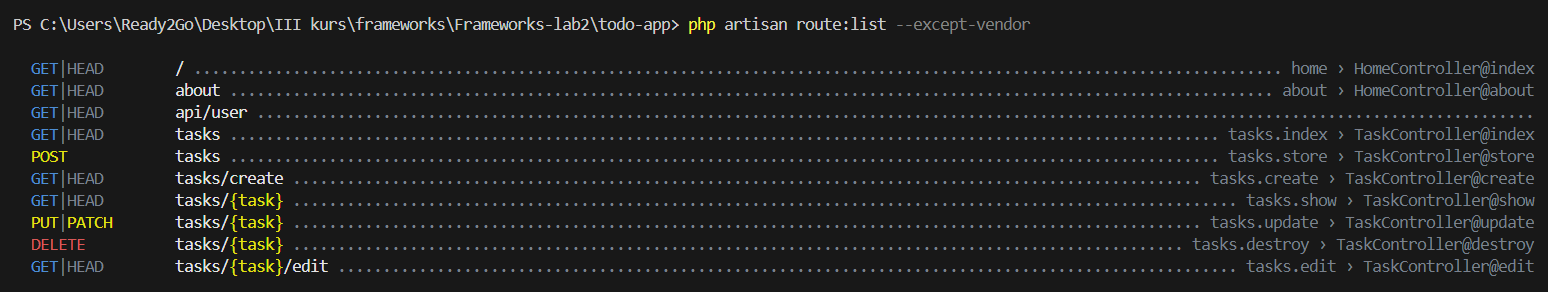 PS C:\Users\Ready2Go\Desktop\III kurs\frameworks\Frameworks-lab2\todo-app> php artisan route:list --except-vendor
GET|HEAD / ........................................................................................................................ home › HomeController@index
GET|HEAD about .................................................................................................................... about › HomeController@about
GET|HEAD api/user ..............................................................................................................................................
GET|HEAD tasks .............................................................................................................. tasks.index › TaskController@index
POST tasks .............................................................................................................. tasks.store › TaskController@store
GET|HEAD tasks/create ..................................................................................................... tasks.create › TaskController@create
GET|HEAD tasks/{task} ......................................................................................................... tasks.show › TaskController@show
PUT|PATCH tasks/{task} ..................................................................................................... tasks.update › TaskController@update
DELETE tasks/{task} ................................................................................................... tasks.destroy › TaskController@destroy
GET|HEAD tasks/{task}/edit .................................................................................................... tasks.edit › TaskController@edit